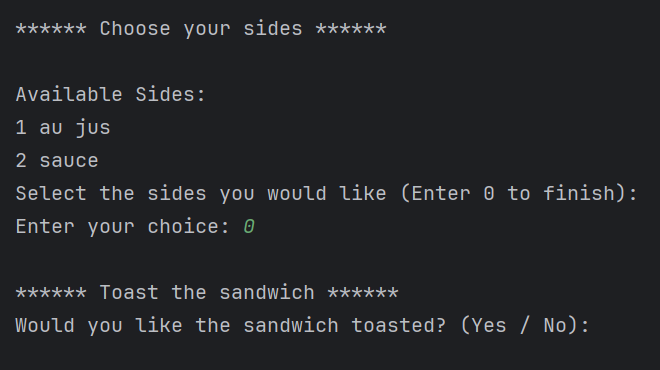 ****** Choose your sides ******
Available Sides:
1 au jus
2 sauce
Select the sides you would like (Enter 0 to finish):
Enter your choice: 0
****** Toast the sandwich ******
Would you like the sandwich toasted? (Yes / No):